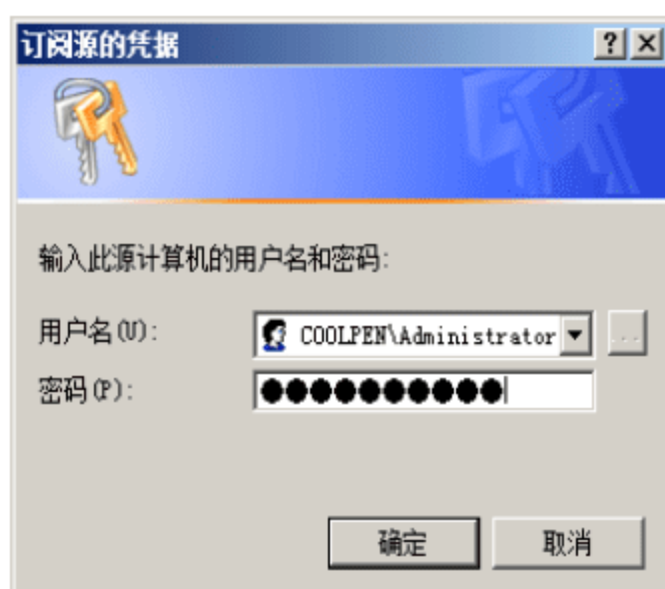 订阅源的凭据
输入此源计算机的用户名和密码:
用户名(U): COOLPEN\Administrator ...
密码(P): ●●●●●●●●●●
确定 取消